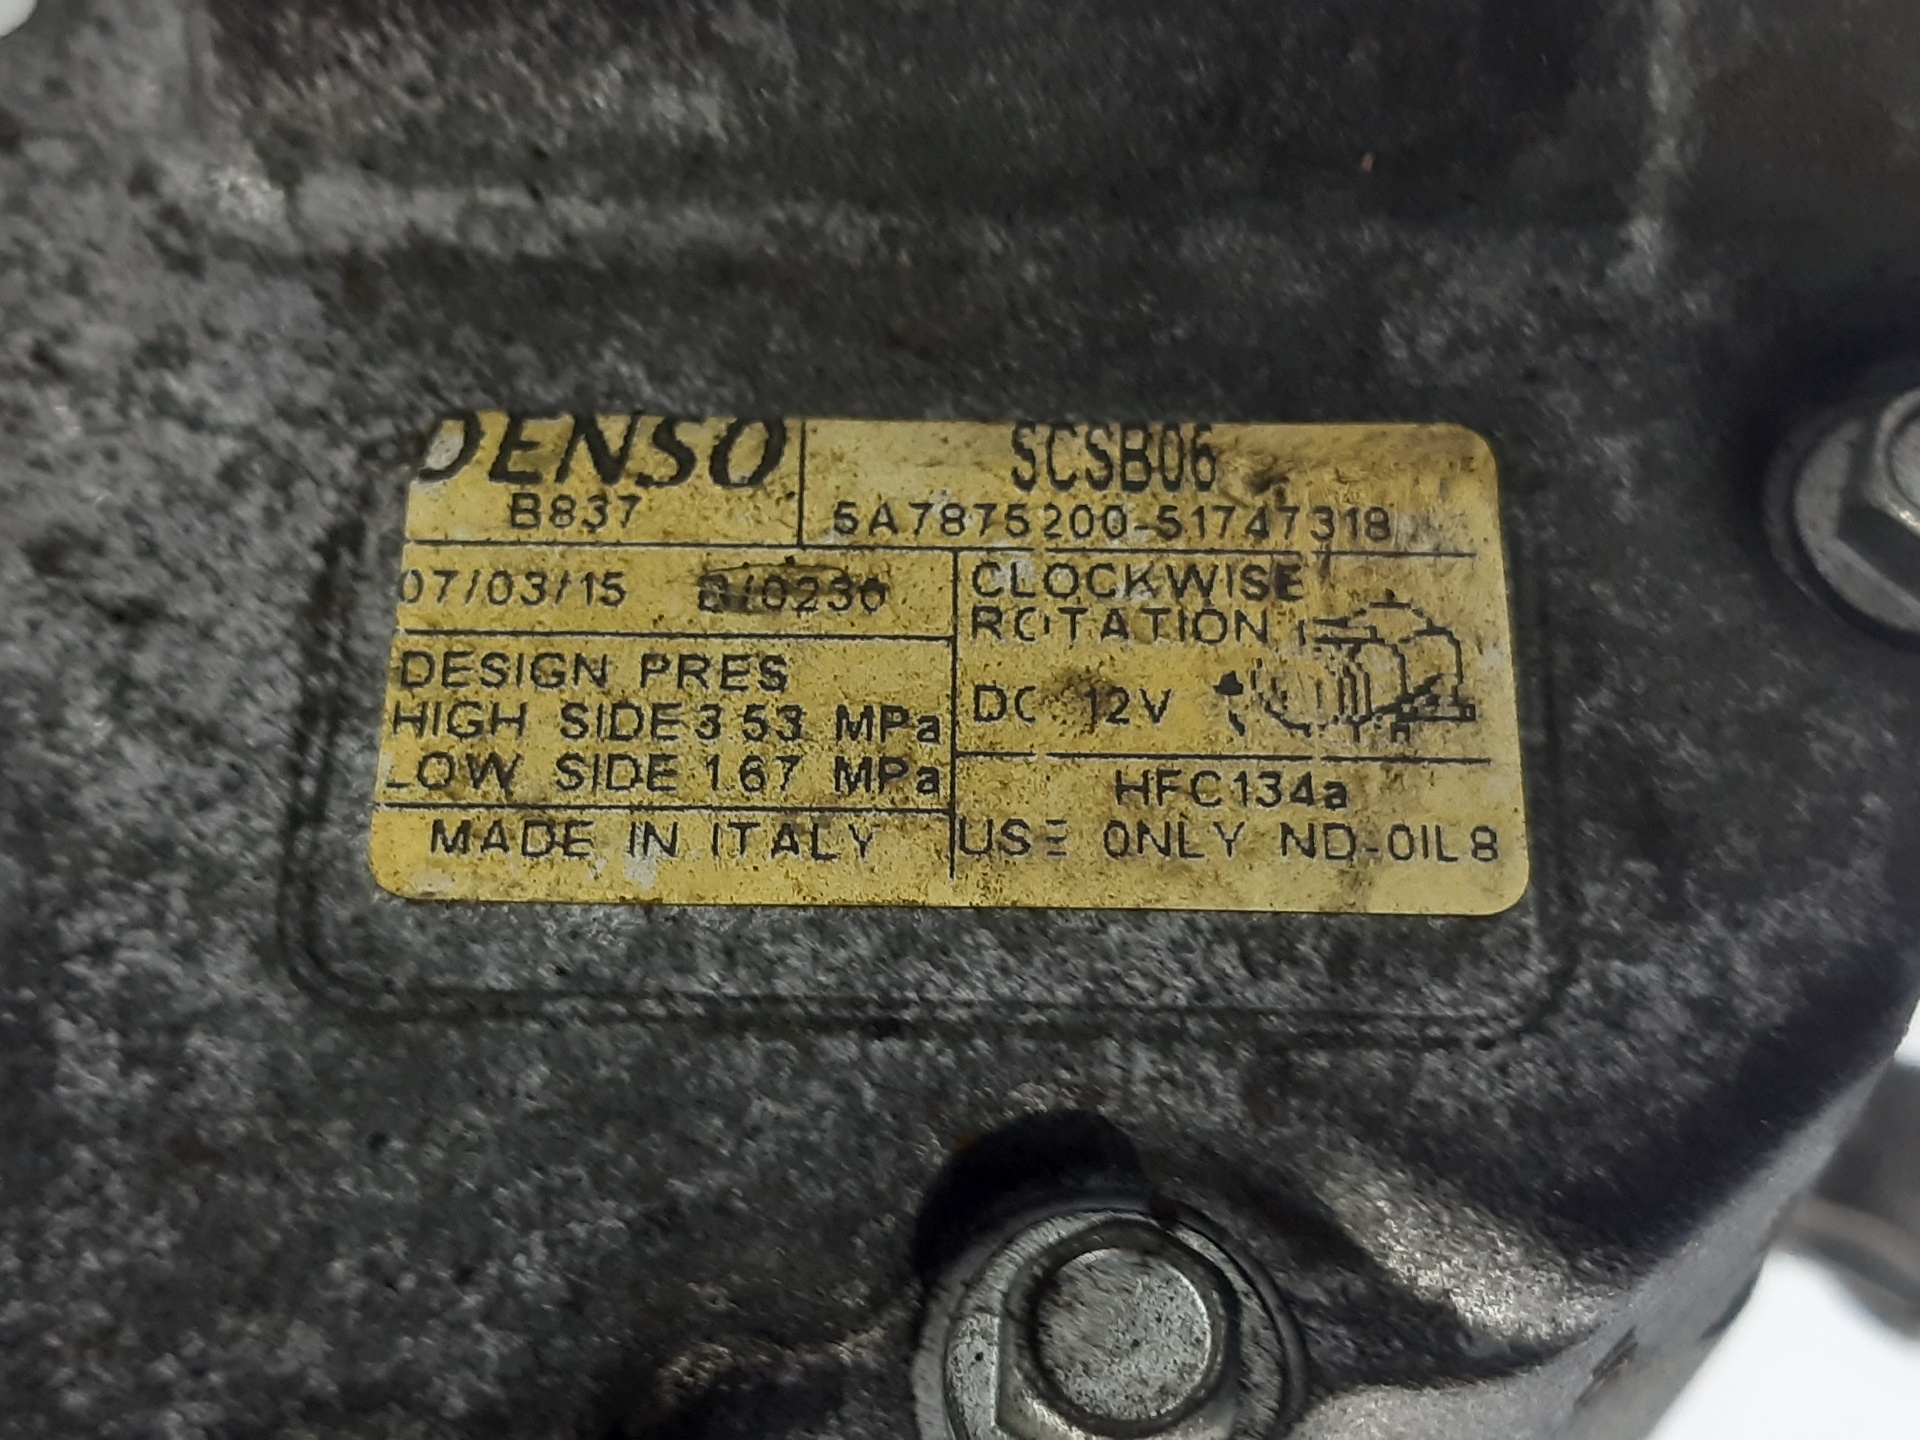 DENSO
B837
SCSB06
5A7875200-51747318
07/03/15
CLOCKWISE
ROTATION
DESIGN PRES
HIGH SIDE 3.53 MPa
LOW SIDE 1.67 MPa
DC 12V
HFC134a
MADE IN ITALY
USE ONLY ND-OIL8